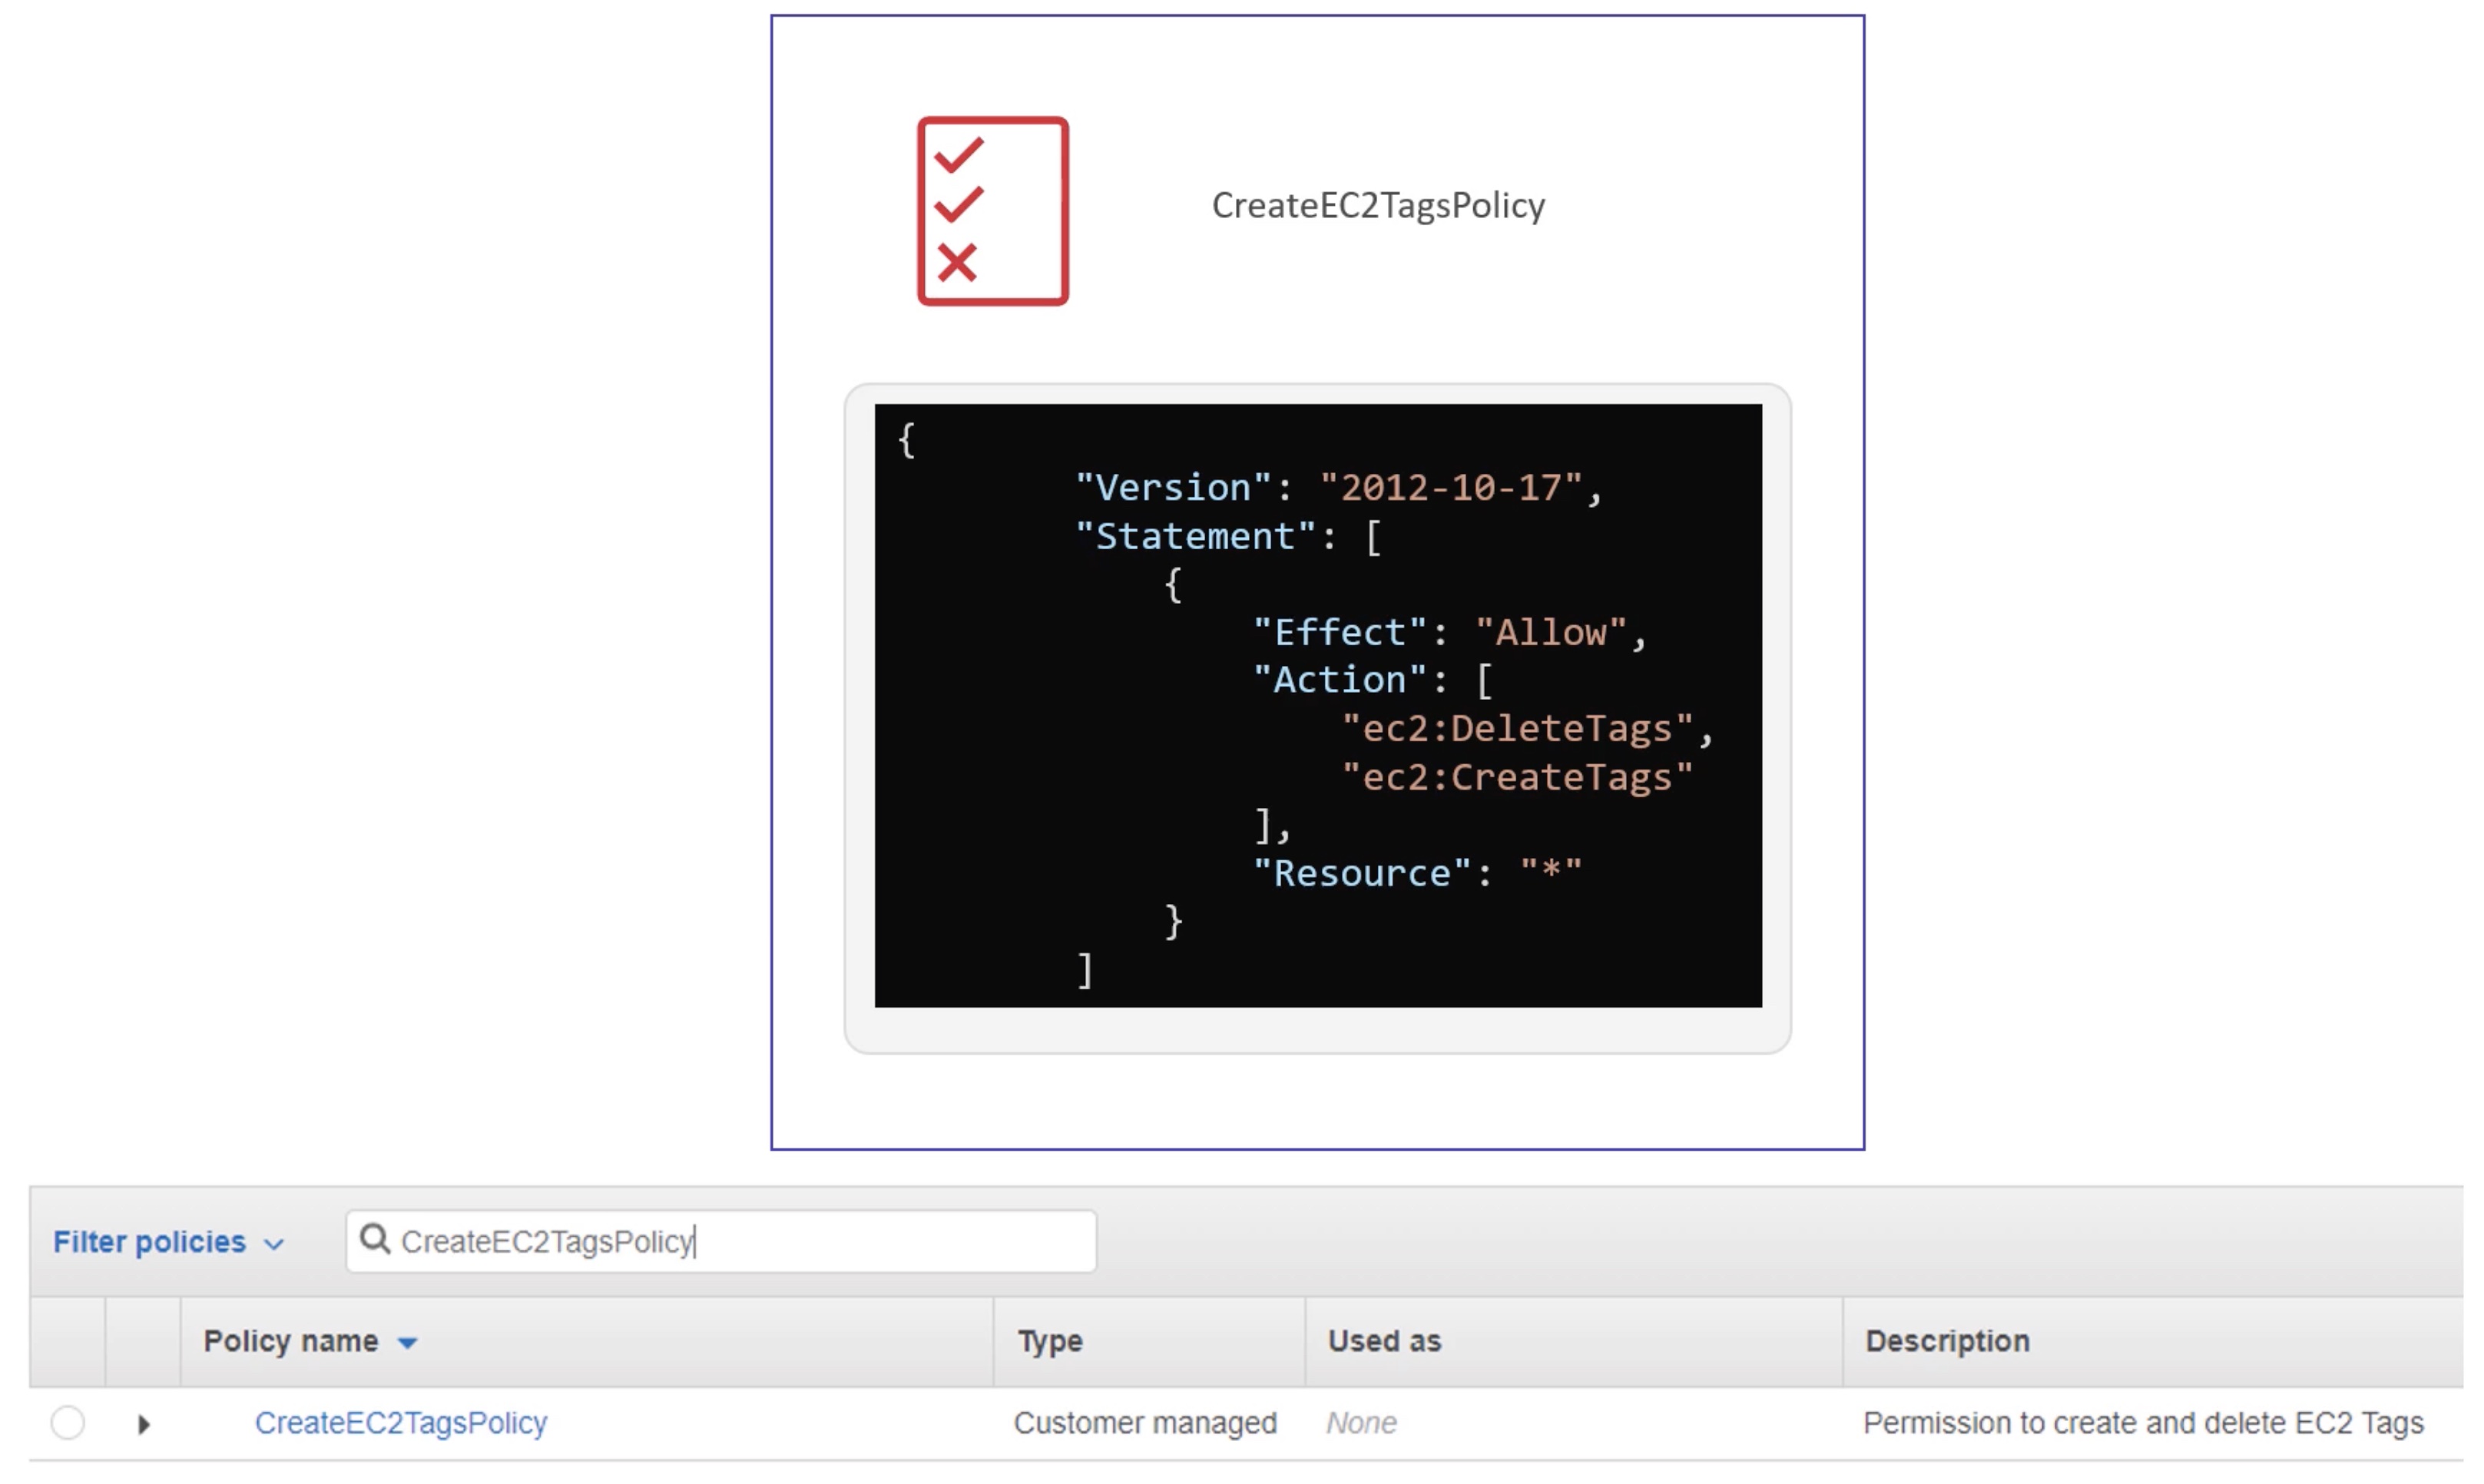 CreateEC2TagsPolicy
{
"Version": "2012-10-17",
"Statement": [
{
"Effect": "Allow",
"Action": [
"ec2:DeleteTags",
"ec2:CreateTags"
],
"Resource": "*"
}
]
Filter policies
CreateEC2TagsPolicy
Policy name Type Used as Description
CreateEC2TagsPolicy Customer managed None Permission to create and delete EC2 Tags